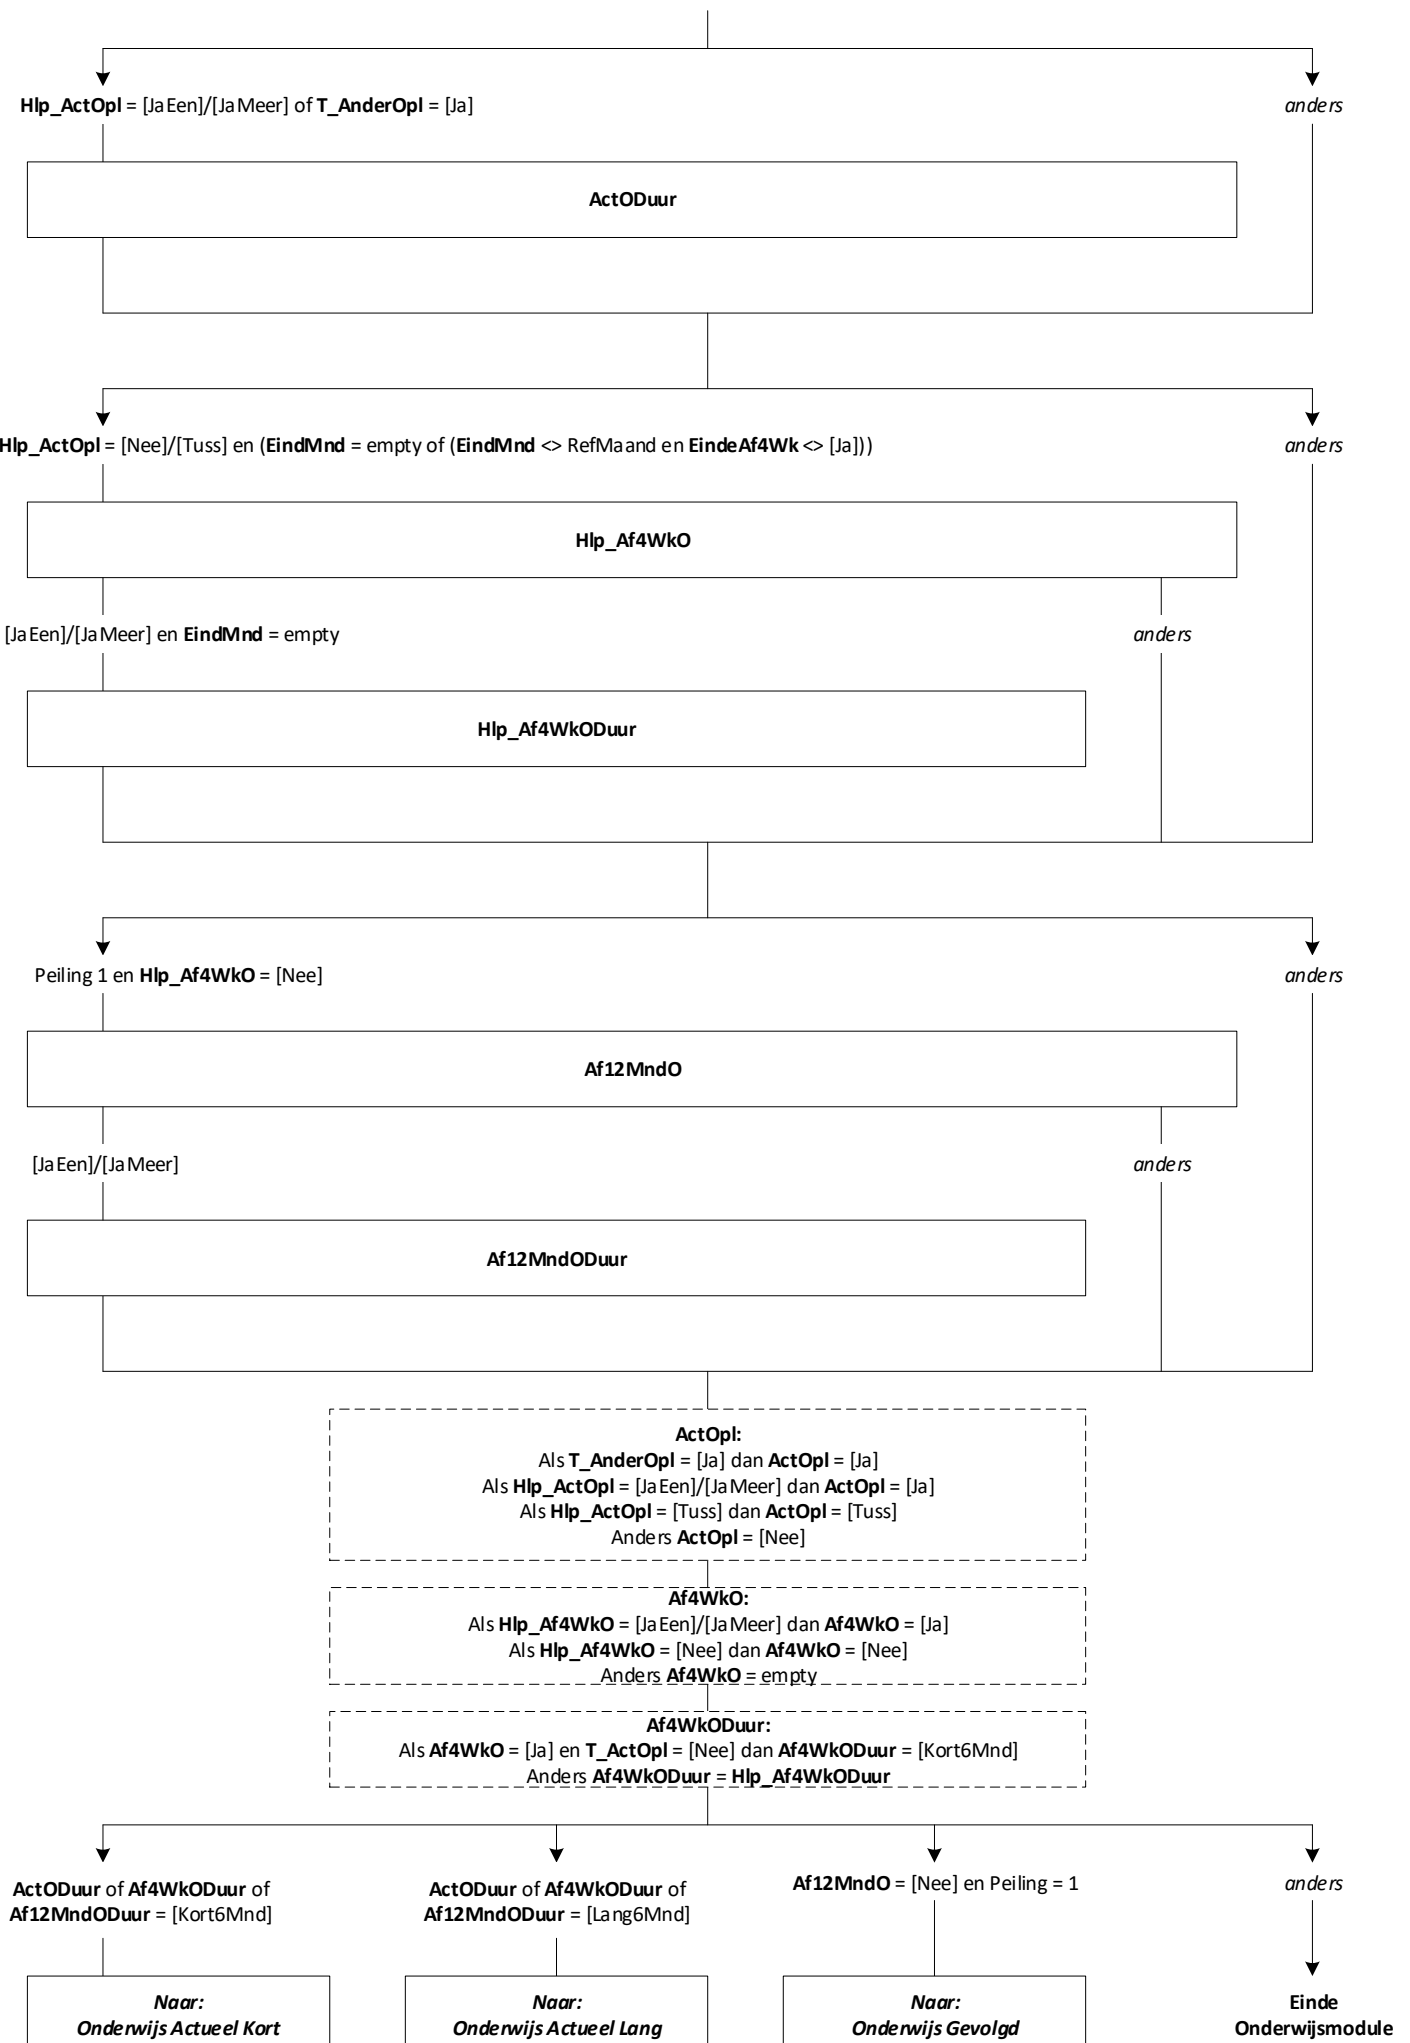 Hlp_ActOpl = [JaEen]/[JaMeer] of T_AnderOpl = [Ja]
anders
ActODuur
Hlp_ActOpl = [Nee]/[Tuss] en (EindMnd = empty of (EindMnd <> RefMaand en EindeAf4Wk <> [Ja]))
anders
Hlp_Af4WkO
[JaEen]/[JaMeer] en EindMnd = empty
anders
Hlp_Af4WkODuur
Peiling 1 en Hlp_Af4WkO = [Nee]
anders
Af12MndO
[JaEen]/[JaMeer]
anders
Af12MndODuur
ActOpl:
Als T_AnderOpl = [Ja] dan ActOpl = [Ja]
Als Hlp_ActOpl = [JaEen]/[JaMeer] dan ActOpl = [Ja]
Als Hlp_ActOpl = [Tuss] dan ActOpl = [Tuss]
Anders ActOpl = [Nee]
Af4WkO:
Als Hlp_Af4WkO = [JaEen]/[JaMeer] dan Af4WkO = [Ja]
Als Hlp_Af4WkO = [Nee] dan Af4WkO = [Nee]
Anders Af4WkO = empty
Af4WkODuur:
Als Af4WkO = [Ja] en T_ActOpl = [Nee] dan Af4WkODuur = [Kort6Mnd]
Anders Af4WkODuur = Hlp_Af4WkODuur
ActODuur of Af4WkODuur of
Af12MndODuur = [Kort6Mnd]
ActODuur of Af4WkODuur of
Af12MndODuur = [Lang6Mnd]
Af12MndO = [Nee] en Peiling = 1
anders
Naar:
Onderwijs Actueel Kort
Naar:
Onderwijs Actueel Lang
Naar:
Onderwijs Gevolgd
Einde
Onderwijsmodule